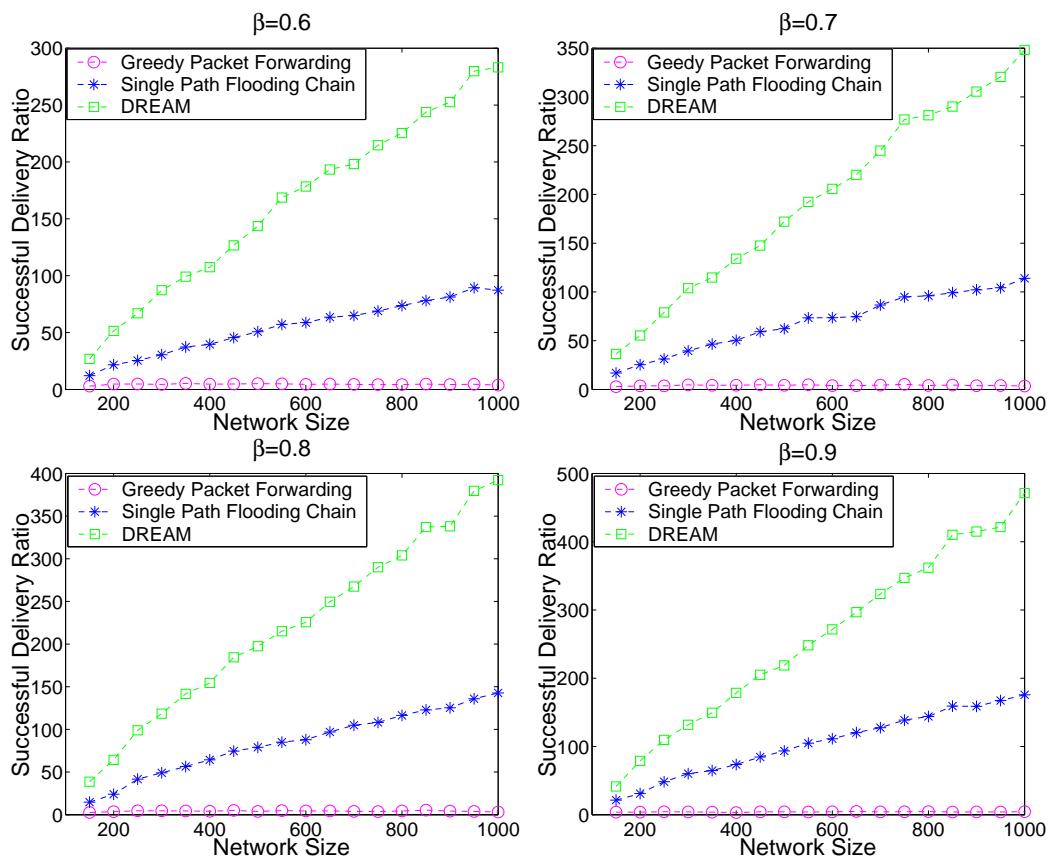 β=0.6
300
250
200
150
100
50
0
Successful Delivery Ratio
Greedy Packet Forwarding
Single Path Flooding Chain
DREAM
200
400
600
800
1000
Network Size
β=0.7
350
300
250
200
150
100
50
0
Successful Delivery Ratio
Geedy Packet Forwarding
Single Path Flooding Chain
DREAM
200
400
600
800
1000
Network Size
β=0.8
400
350
300
250
200
150
100
50
0
Successful Delivery Ratio
Greedy Packet Forwarding
Single Path Flooding Chain
DREAM
200
400
600
800
1000
Network Size
β=0.9
500
400
300
200
100
0
Successful Delivery Ratio
Greedy Packet Forwarding
Single Path Flooding Chain
DREAM
200
400
600
800
1000
Network Size